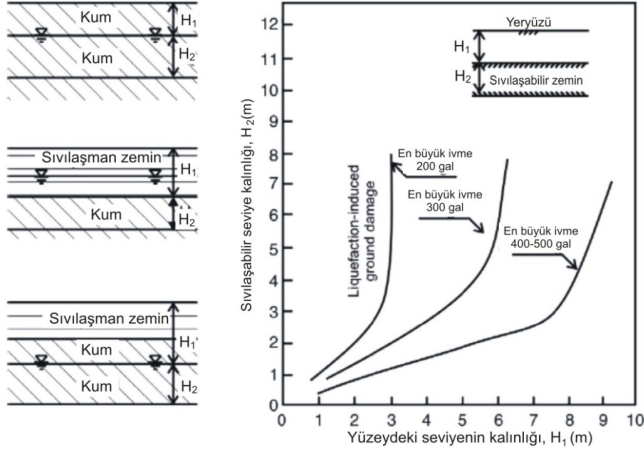 Kum
H1
Kum
H2
Sıvılaşman zemin
H1
Kum
H2
Sıvılaşman zemin
Kum
H1
Kum
H2
Sıvılaşabilir seviye kalınlığı, H2(m)
12
11
10
9
8
7
6
5
4
3
2
1
0
Yeryüzü
H1
H2
Sıvılaşabilir zemin
Liquefaction-induced
ground damage
En büyük ivme
200 gal
En büyük ivme
300 gal
En büyük ivme
400-500 gal
0 1 2 3 4 5 6 7 8 9 10
Yüzeydeki seviyenin kalınlığı, H1 (m)